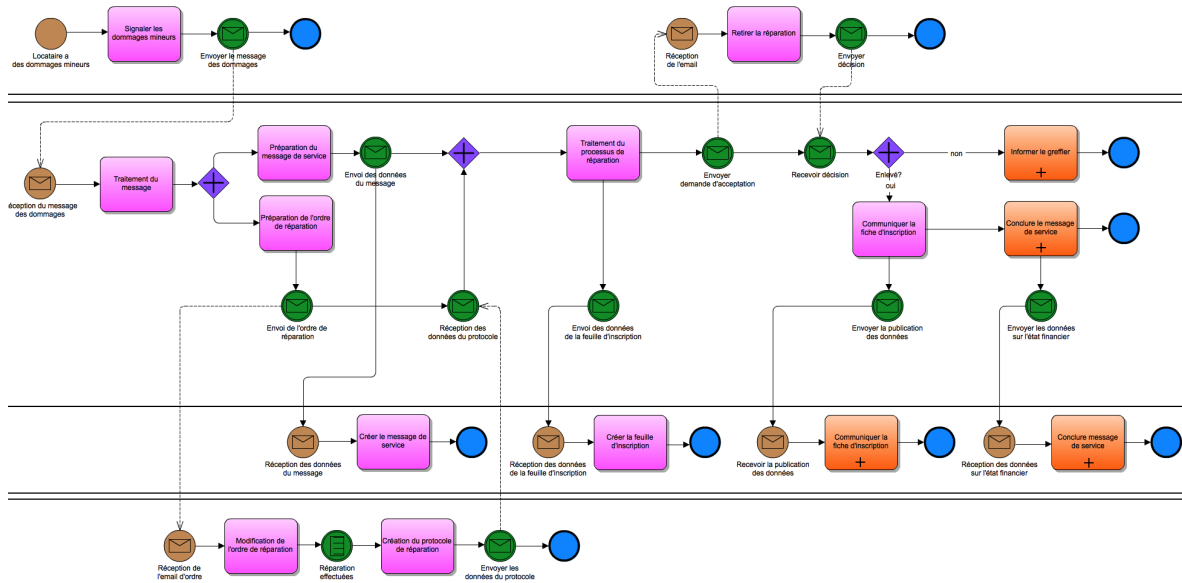 Signaler les
dommages mineurs
Locataire a
des dommages mineurs
Envoyer le message
des dommages
Réception
de l'email
Retirer la réparation
Envoyer
décision
éception du message
des dommages
Traitement du
message
Préparation du
message de service
Envoi des données
du message
Préparation de l'ordre
de réparation
Traitement du
processus de
réparation
Envoyer
demande d'acceptation
Recevoir décision
Enlevé?
non
oui
Informer le greffier
Communiquer la
fiche d'inscription
Conclure le message
de service
Envoi de l'ordre de
réparation
Réception des
données du protocole
Envoi des données
de la feuille d'inscription
Envoyer la publication
des données
Envoyer les données
sur l'état financier
Réception des données
du message
Créer le message de
service
Réception des données
de la feuille d'inscription
Créer la feuille
d'inscription
Recevoir la publication
des données
Communiquer la
fiche d'inscription
Réception des données
sur l'état financier
Conclure message
de service
Réception de
l'email d'ordre
Modification de
l'ordre de réparation
Réparation
effectuées
Création du protocole
de réparation
Envoyer les
données du protocole